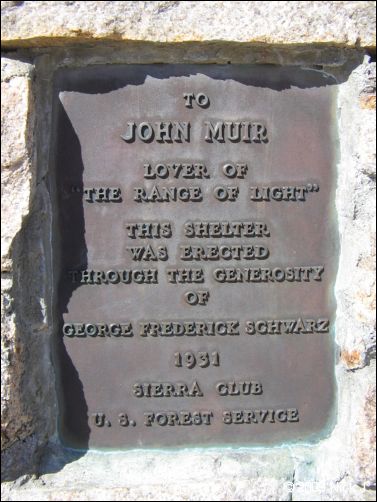 TO
JOHN MUIR
LOVER OF
"THE RANGE OF LIGHT"
THIS SHELTER
WAS ERECTED
THROUGH THE GENEROSITY
OF
GEORGE FREDERICK SCHWARZ
1931
SIERRA CLUB
U. S. FOREST SERVICE